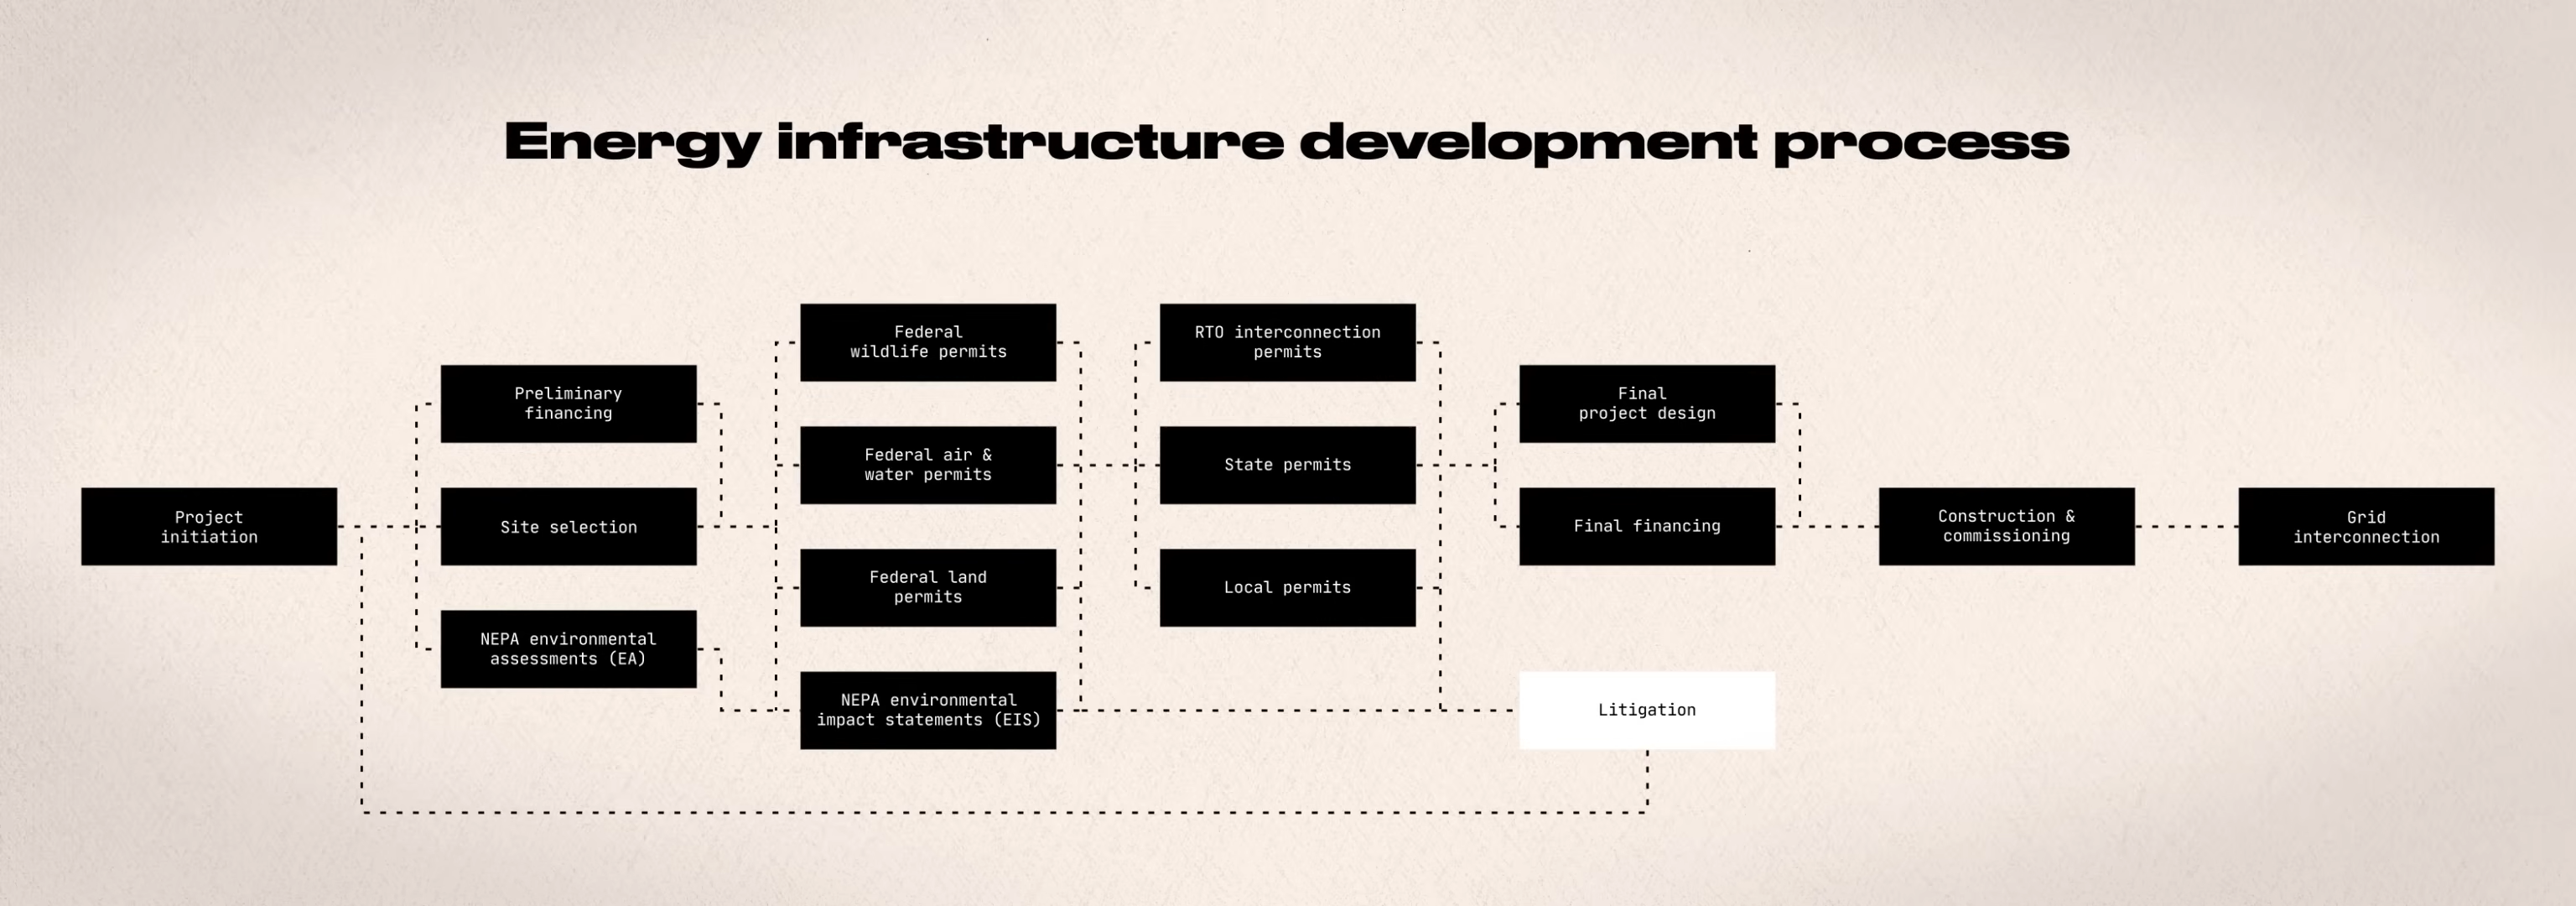 Energy infrastructure development process
Project
initiation
Preliminary
financing
Site selection
NEPA environmental
assessments (EA)
Federal
wildlife permits
Federal air &
water permits
Federal land
permits
NEPA environmental
impact statements (EIS)
RTO interconnection
permits
State permits
Local permits
Final
project design
Final financing
Litigation
Construction &
commissioning
Grid
interconnection